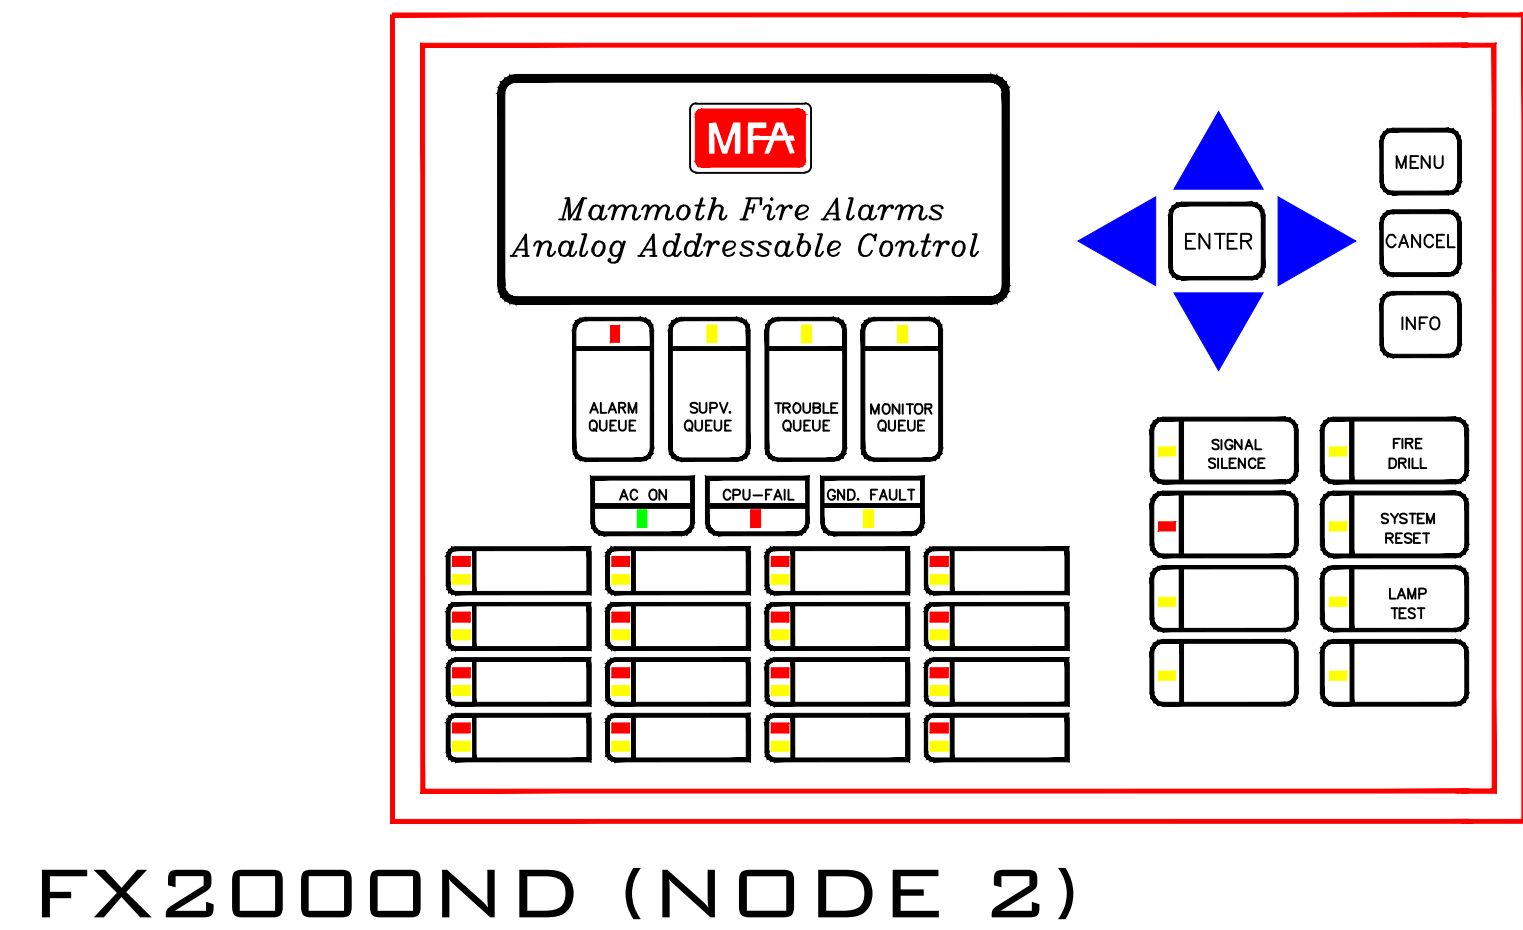 MFA
Mammoth Fire Alarms
Analog Addressable Control
MENU
ENTER
CANCEL
INFO
ALARM
QUEUE
SUPV.
QUEUE
TROUBLE
QUEUE
MONITOR
QUEUE
AC ON
CPU-FAIL
GND. FAULT
SIGNAL
SILENCE
FIRE
DRILL
SYSTEM
RESET
LAMP
TEST
FX2000ND (NODE 2)